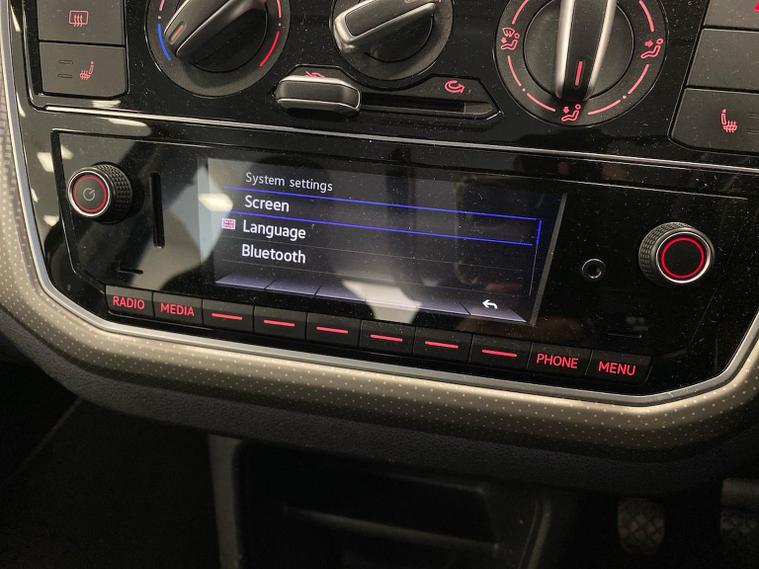 System settings
Screen
Language
Bluetooth
RADIO
MEDIA
PHONE
MENU